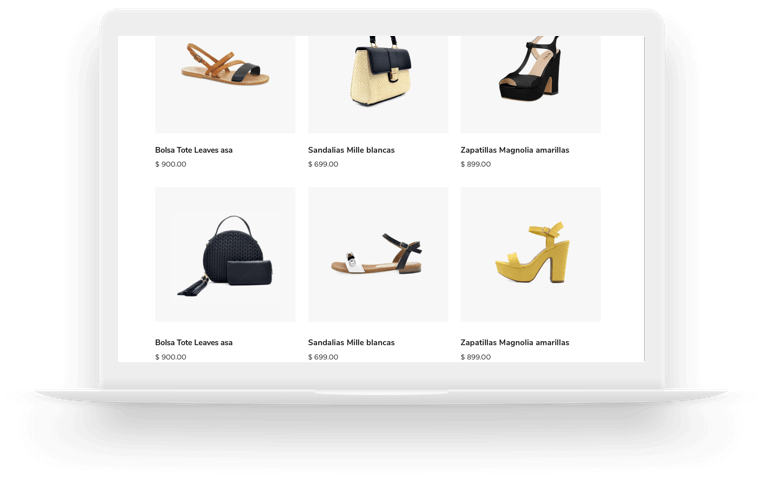 Bolsa Tote Leaves asa
$ 900.00
Sandalias Mille blancas
$ 699.00
Zapatillas Magnolia amarillas
$ 899.00
Bolsa Tote Leaves asa
$ 900.00
Sandalias Mille blancas
$ 699.00
Zapatillas Magnolia amarillas
$ 899.00